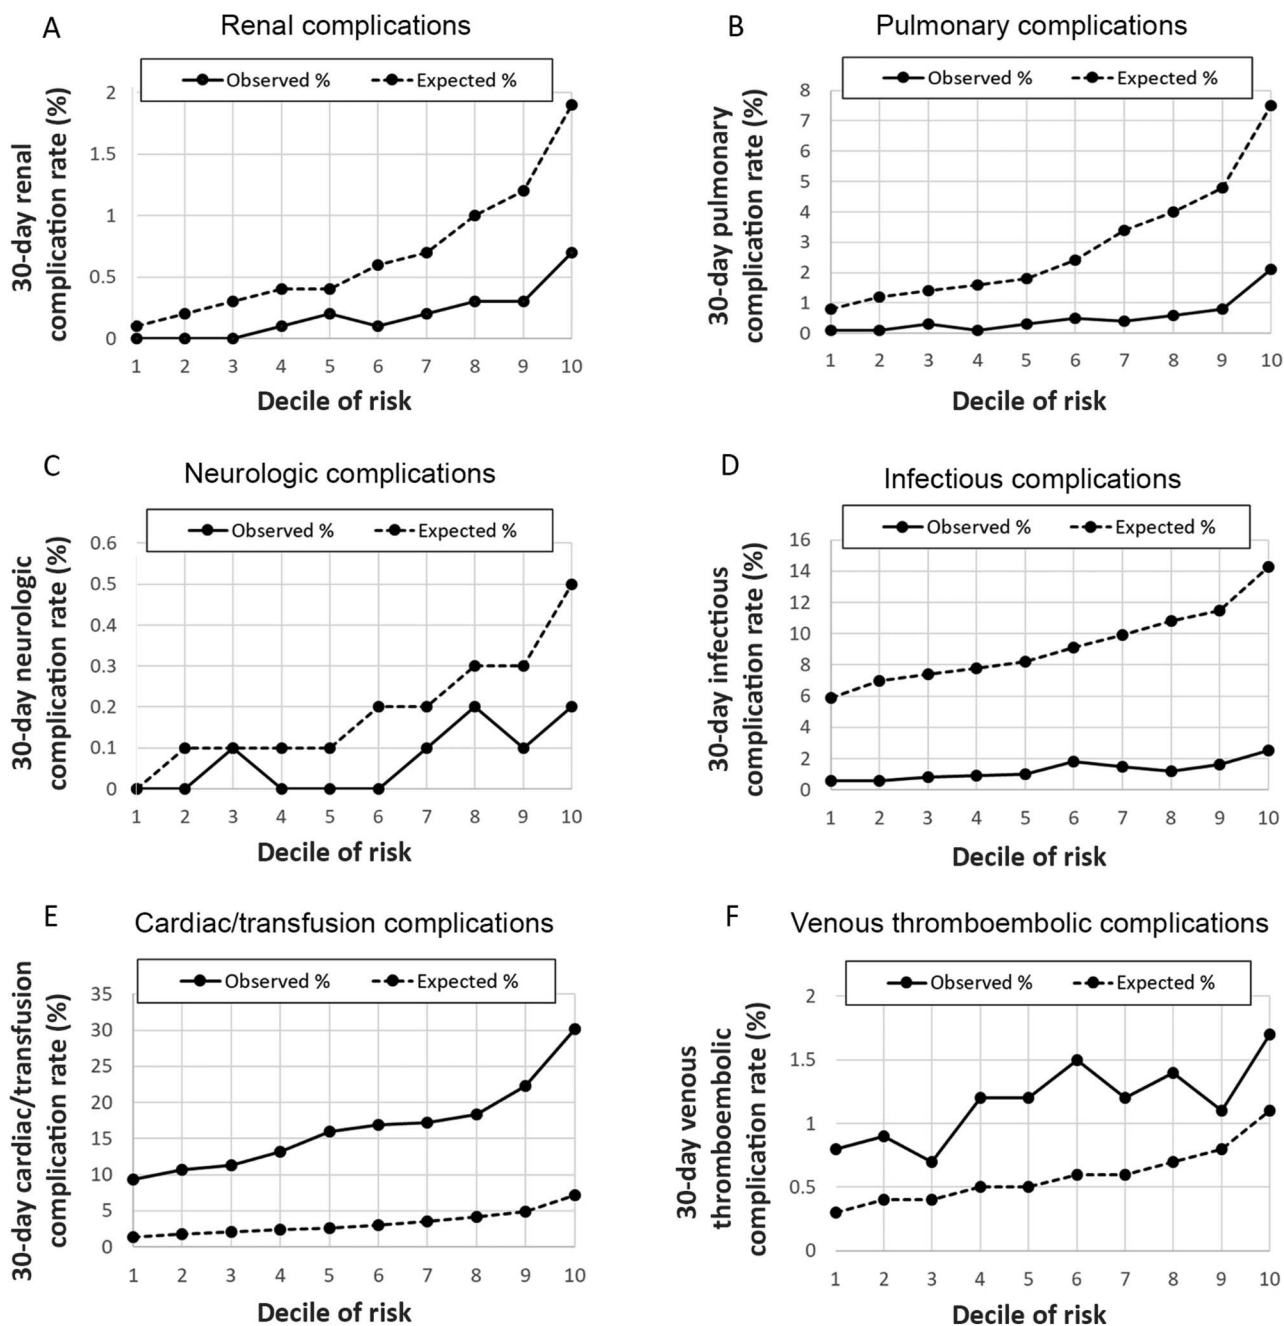 A
Renal complications
Observed %
Expected %
30-day renal
complication rate (%)
2
1.5
1
0.5
0
1 2 3 4 5 6 7 8 9 10
Decile of risk
B
Pulmonary complications
Observed %
Expected %
30-day pulmonary
complication rate (%)
8
7
6
5
4
3
2
1
0
1 2 3 4 5 6 7 8 9 10
Decile of risk
C
Neurologic complications
Observed %
Expected %
30-day neurologic
complication rate (%)
0.6
0.5
0.4
0.3
0.2
0.1
0
1 2 3 4 5 6 7 8 9 10
Decile of risk
D
Infectious complications
Observed %
Expected %
30-day infectious
complication rate (%)
16
14
12
10
8
6
4
2
0
1 2 3 4 5 6 7 8 9 10
Decile of risk
E
Cardiac/transfusion complications
Observed %
Expected %
30-day cardiac/transfusion
complication rate (%)
35
30
25
20
15
10
5
0
1 2 3 4 5 6 7 8 9 10
Decile of risk
F
Venous thromboembolic complications
Observed %
Expected %
30-day venous
thromboembolic
complication rate (%)
2
1.5
1
0.5
0
1 2 3 4 5 6 7 8 9 10
Decile of risk